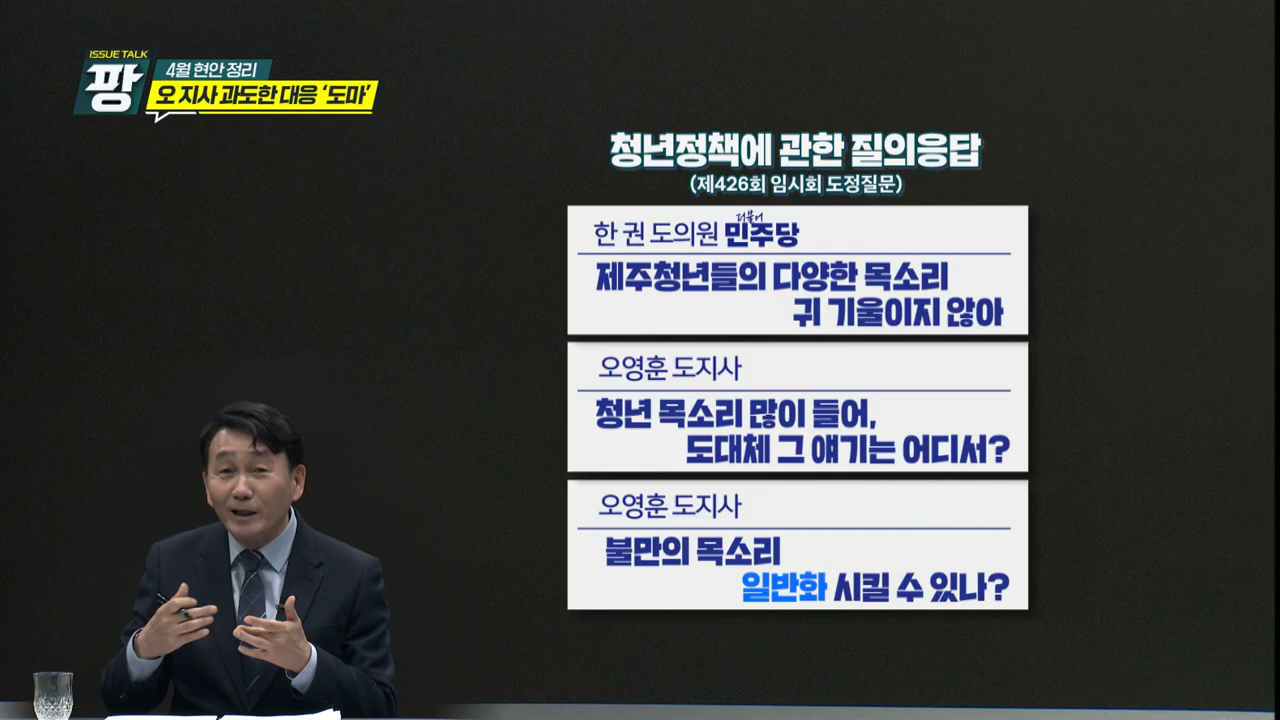 ISSUE TALK
팡
4월 현안 정리
오 지사 과도한 대응 ‘도마’
청년정책에 관한 질의응답
(제426회 임시회 도정질문)
한 권 도의원 더불어 민주당
제주청년들의 다양한 목소리
귀 기울이지 않아
오영훈 도지사
청년 목소리 많이 들어,
도대체 그 얘기는 어디서?
오영훈 도지사
불만의 목소리
일반화 시킬 수 있나?